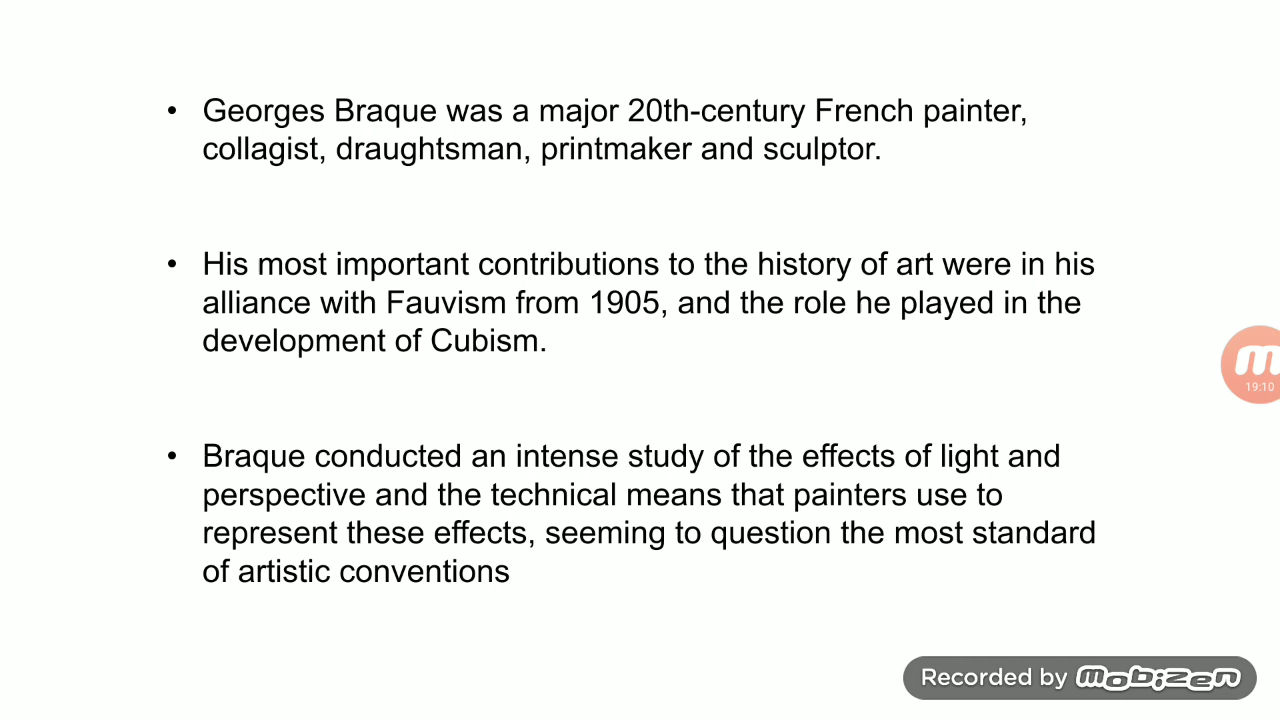 • Georges Braque was a major 20th-century French painter,
collagist, draughtsman, printmaker and sculptor.
• His most important contributions to the history of art were in his
alliance with Fauvism from 1905, and the role he played in the
development of Cubism.
m
19:10
• Braque conducted an intense study of the effects of light and
perspective and the technical means that painters use to
represent these effects, seeming to question the most standard
of artistic conventions
Recorded by mobizen